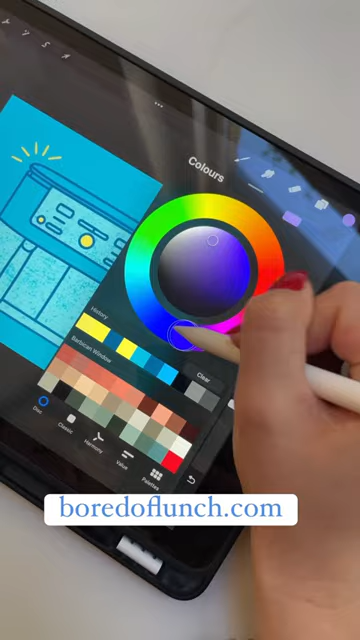 Colours
History
Clear
Barbican Window
Disc
Classic
Harmony
Value
Palettes
boredoflunch.com